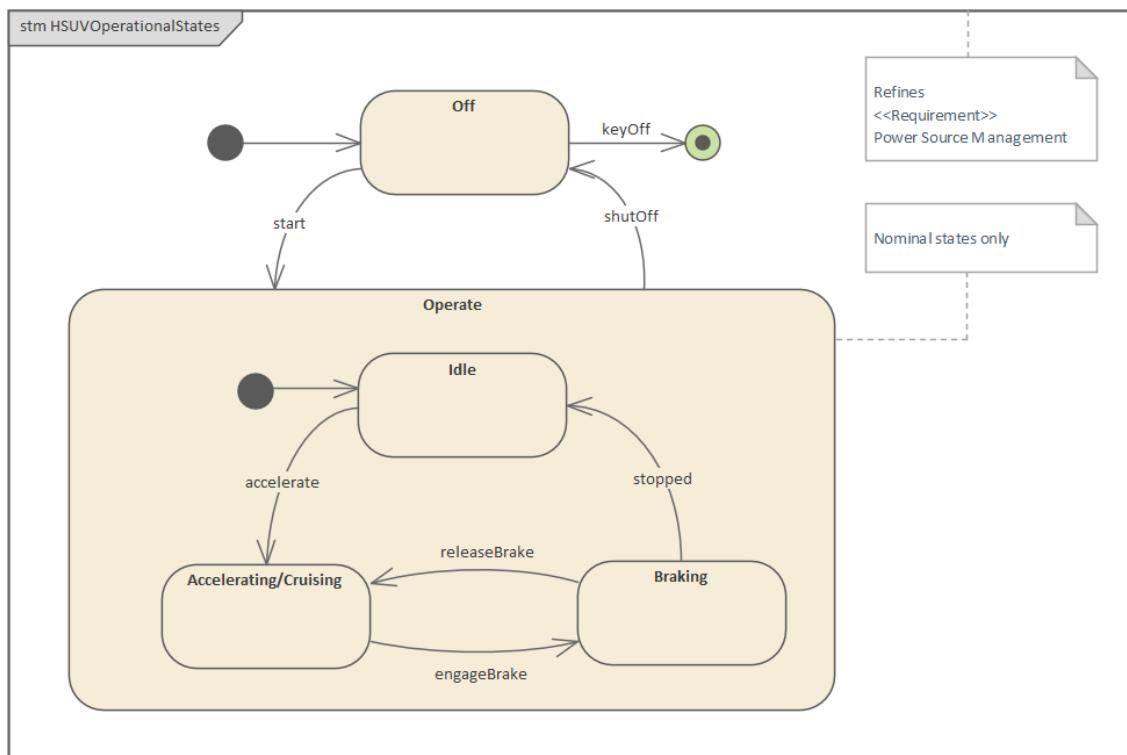 stm HSUVOperationalStates
Off
keyOff
Refines
<<Requirement>>
Power Source Management
start
shutOff
Nominal states only
Operate
Idle
accelerate
stopped
releaseBrake
Accelerating/Cruising
Braking
engageBrake